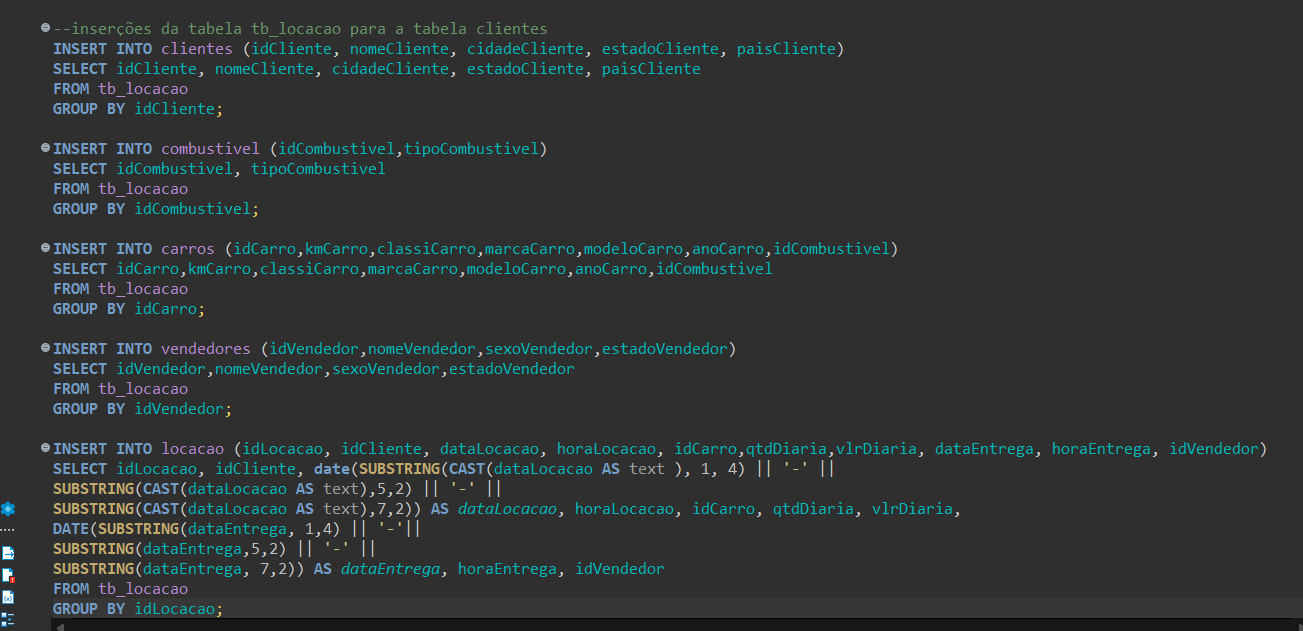 --inserções da tabela tb_locacao para a tabela clientes
INSERT INTO clientes (idCliente, nomeCliente, cidadeCliente, estadoCliente, paisCliente)
SELECT idCliente, nomeCliente, cidadeCliente, estadoCliente, paisCliente
FROM tb_locacao
GROUP BY idCliente;
INSERT INTO combustivel (idCombustivel,tipoCombustivel)
SELECT idCombustivel, tipoCombustivel
FROM tb_locacao
GROUP BY idCombustivel;
INSERT INTO carros (idCarro,kmCarro,classiCarro,marcaCarro,modeloCarro,anoCarro,idCombustivel)
SELECT idCarro,kmCarro,classiCarro,marcaCarro,modeloCarro,anoCarro,idCombustivel
FROM tb_locacao
GROUP BY idCarro;
INSERT INTO vendedores (idVendedor,nomeVendedor,sexoVendedor,estadoVendedor)
SELECT idVendedor,nomeVendedor,sexoVendedor,estadoVendedor
FROM tb_locacao
GROUP BY idVendedor;
INSERT INTO locacao (idLocacao, idCliente, dataLocacao, horaLocacao, idCarro,qtdDiaria,vlrDiaria, dataEntrega, horaEntrega, idVendedor)
SELECT idLocacao, idCliente, date(SUBSTRING(CAST(dataLocacao AS text ), 1, 4) || '-' ||
SUBSTRING(CAST(dataLocacao AS text),5,2) || '-' ||
SUBSTRING(CAST(dataLocacao AS text),7,2)) AS dataLocacao, horaLocacao, idCarro, qtdDiaria, vlrDiaria,
DATE(SUBSTRING(dataEntrega, 1,4) || '-'||
SUBSTRING(dataEntrega,5,2) || '-' ||
SUBSTRING(dataEntrega, 7,2)) AS dataEntrega, horaEntrega, idVendedor
FROM tb_locacao
GROUP BY idLocacao;